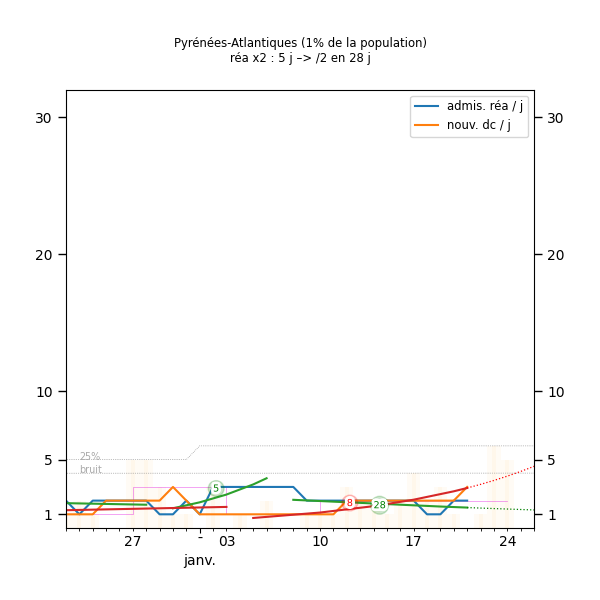 Pyrénées-Atlantiques (1% de la population)
réa x2 : 5 j –> /2 en 28 j
admis. réa / j
nouv. dc / j
30 30
20 20
10 10
5 5
25%
bruit
5
8
28
1 1
27 - 03 10 17 24
janv.